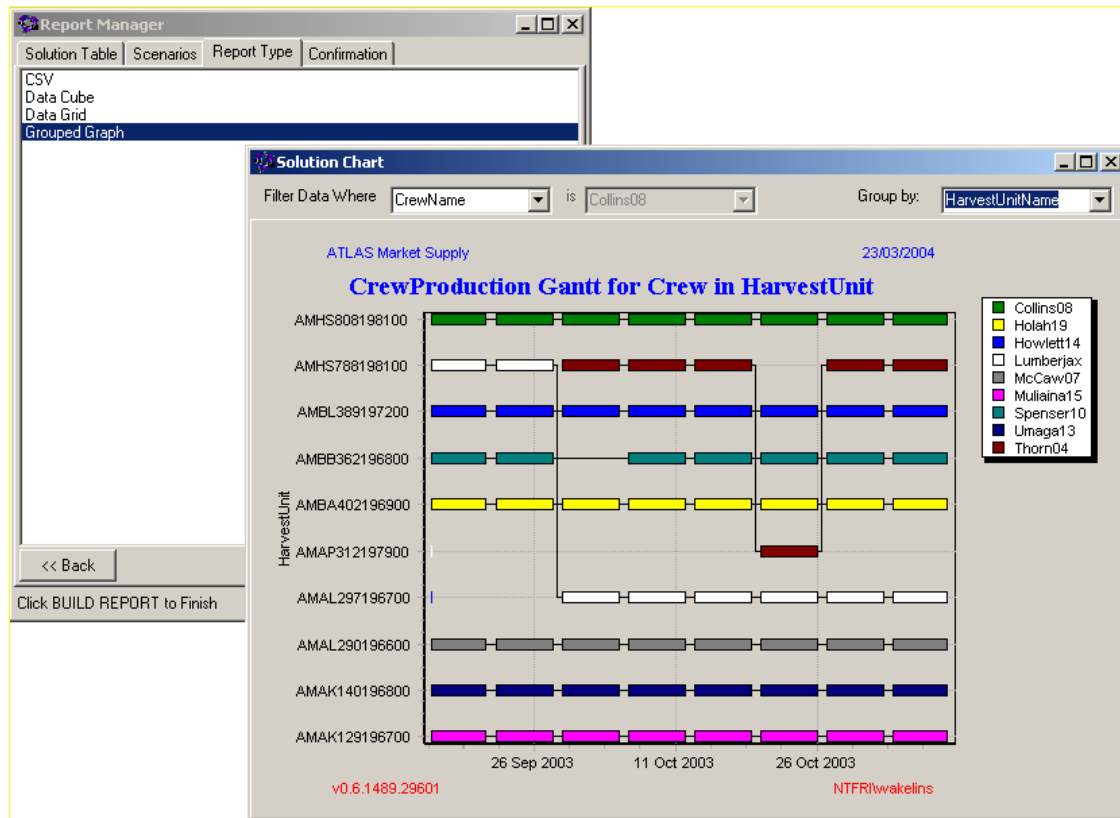 Report Manager
Solution Table Scenarios Report Type Confirmation
CSV
Data Cube
Data Grid
Grouped Graph
<< Back
Click BUILD REPORT to Finish
Solution Chart
Filter Data Where CrewName is Collins08 Group by: HarvestUnitName
ATLAS Market Supply 23/03/2004
CrewProduction Gantt for Crew in HarvestUnit
HarvestUnit
AMHS808198100
AMHS788198100
AMBL389197200
AMBB362196800
AMBA402196900
AMAP312197900
AMAL297196700
AMAL290196600
AMAK140196800
AMAK129196700
26 Sep 2003 11 Oct 2003 26 Oct 2003
Collins08
Holah19
Howlett14
Lumberjax
McCaw07
Muliaina15
Spenser10
Umaga13
Thorn04
v0.6.1489.29601 NTFRI\wakelins